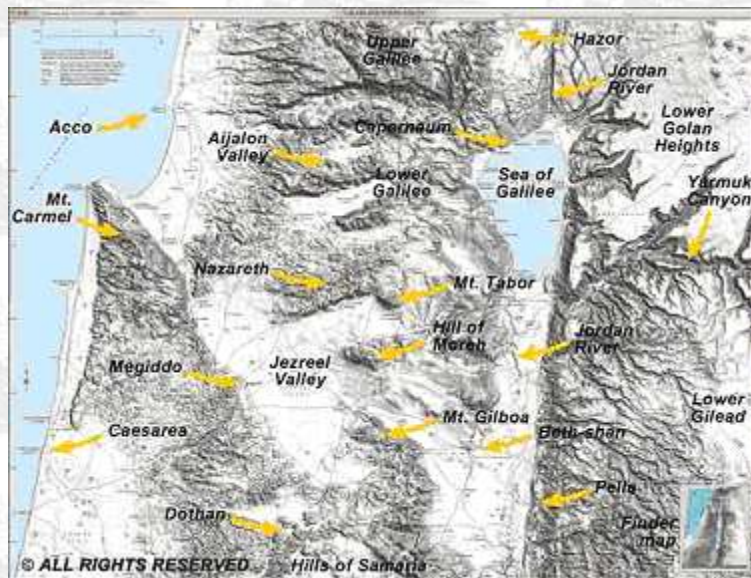 Hazor
Upper
Galilee
Jordan
River
Acco
Capernaum
Lower
Golan
Heights
Aijalon
Valley
Lower
Galilee
Sea of
Galilee
Yarmuk
Canyon
Mt.
Carmel
Nazareth
Mt. Tabor
Hill of
Moreh
Jordan
River
Megiddo
Jezreel
Valley
Lower
Gilead
Mt. Gilboa
Caesarea
Beth-shan
Pella
Dothan
Finder
map
© ALL RIGHTS RESERVED
Hills of Samaria